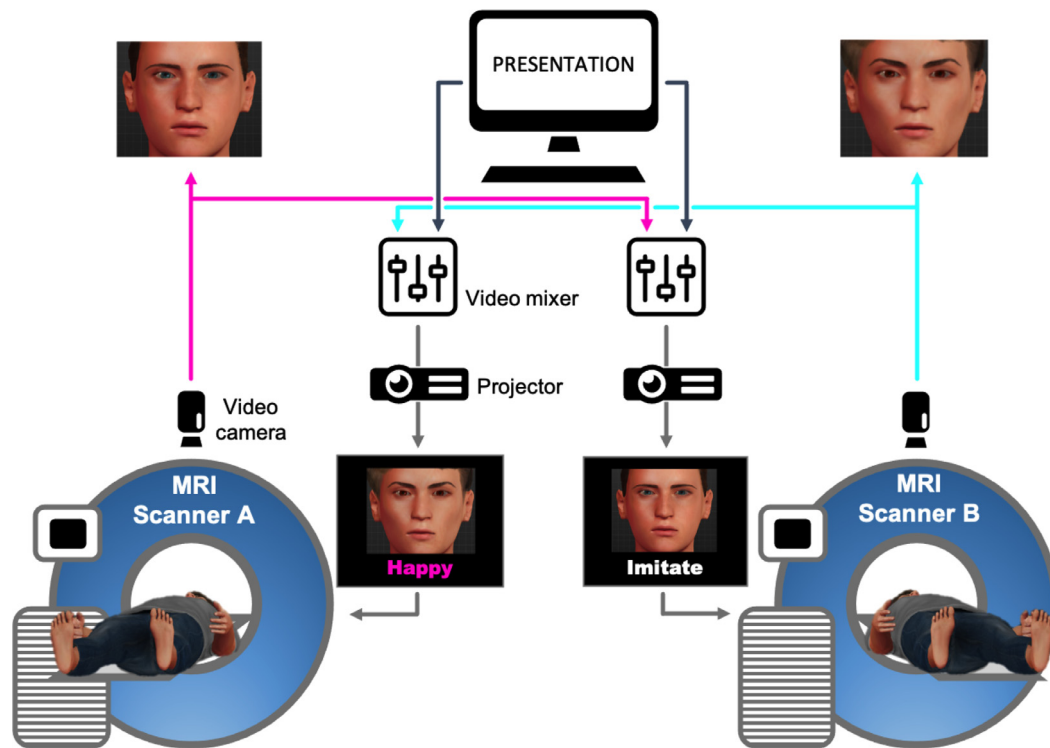 PRESENTATION
Video mixer
Projector
Video
camera
MRI
Scanner A
Happy
Imitate
MRI
Scanner B